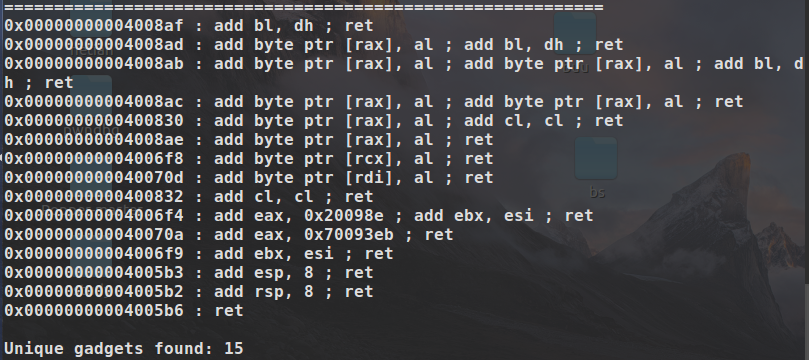 ============================================================
0x00000000004008af : add bl, dh ; ret
0x00000000004008ad : add byte ptr [rax], al ; add bl, dh ; ret
0x00000000004008ab : add byte ptr [rax], al ; add byte ptr [rax], al ; add bl, d
h ; ret
0x00000000004008ac : add byte ptr [rax], al ; add byte ptr [rax], al ; ret
0x0000000000400830 : add byte ptr [rax], al ; add cl, cl ; ret
0x00000000004008ae : add byte ptr [rax], al ; ret
0x00000000004006f8 : add byte ptr [rcx], al ; ret
0x000000000040070d : add byte ptr [rdi], al ; ret
bs
0x0000000000400832 : add cl, cl ; ret
0x00000000004006f4 : add eax, 0x20098e ; add ebx, esi ; ret
0x000000000040070a : add eax, 0x70093eb ; ret
0x00000000004006f9 : add ebx, esi ; ret
0x00000000004005b3 : add esp, 8 ; ret
0x00000000004005b2 : add rsp, 8 ; ret
0x00000000004005b6 : ret
Unique gadgets found: 15